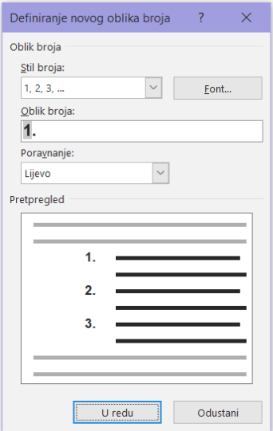 Definiranje novog oblika broja ? X
Oblik broja
Stil broja:
1, 2, 3, ... Font...
Oblik broja:
1.
Poravnanje:
Lijevo
Pretpregled
1.
2.
3.
U redu Odustani